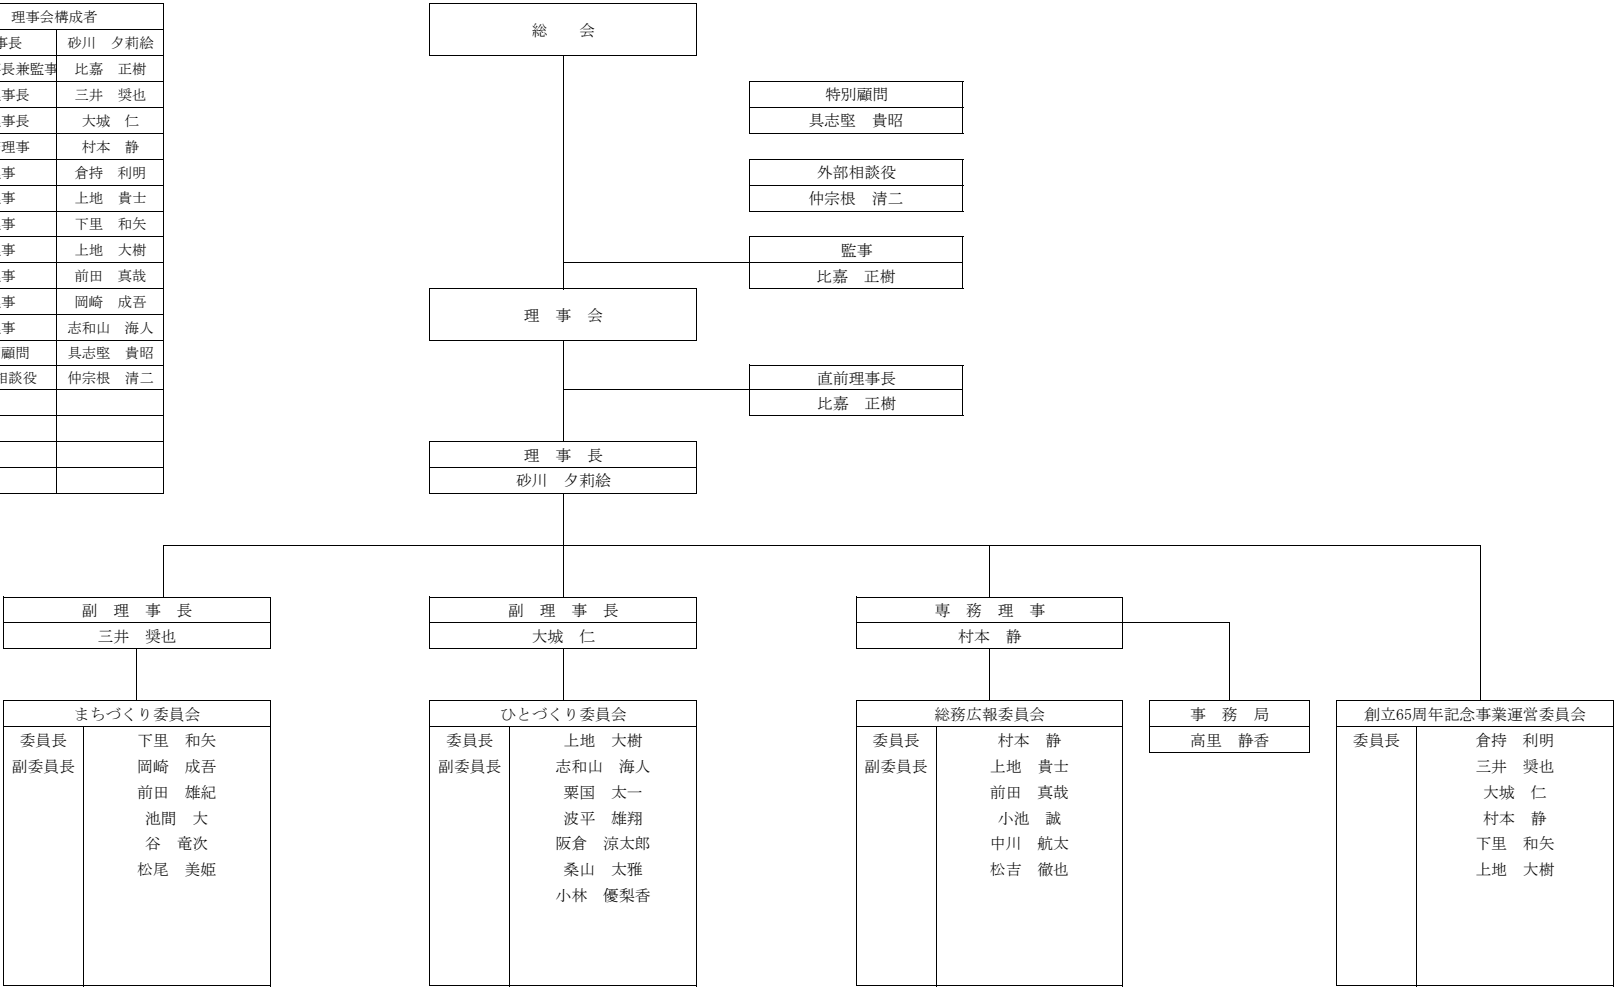 理事会構成者
事長 砂川　夕莉絵
長兼監事 比嘉　正樹
事長 三井　奨也
事長 大城　仁
理事 村本　静
事 倉持　利明
事 上地　貴士
事 下里　和矢
事 上地　大樹
事 前田　真哉
事 岡崎　成吾
事 志和山　海人
顧問 具志堅　貴昭
相談役 仲宗根　清二
総　　会
特別顧問
具志堅　貴昭
外部相談役
仲宗根　清二
監事
比嘉　正樹
理　事　会
直前理事長
比嘉　正樹
理　事　長
砂川　夕莉絵
副　理　事　長
三井　奨也
まちづくり委員会
委員長 下里　和矢
副委員長 岡崎　成吾
前田　雄紀
池間　大
谷　竜次
松尾　美姫
副　理　事　長
大城　仁
ひとづくり委員会
委員長 上地　大樹
副委員長 志和山　海人
粟国　太一
波平　雄翔
阪倉　涼太郎
桑山　太雅
小林　優梨香
専　務　理　事
村本　静
総務広報委員会
委員長 村本　静
副委員長 上地　貴士
前田　真哉
小池　誠
中川　航太
松吉　徹也
事　務　局
高里　静香
創立65周年記念事業運営委員会
委員長 倉持　利明
三井　奨也
大城　仁
村本　静
下里　和矢
上地　大樹